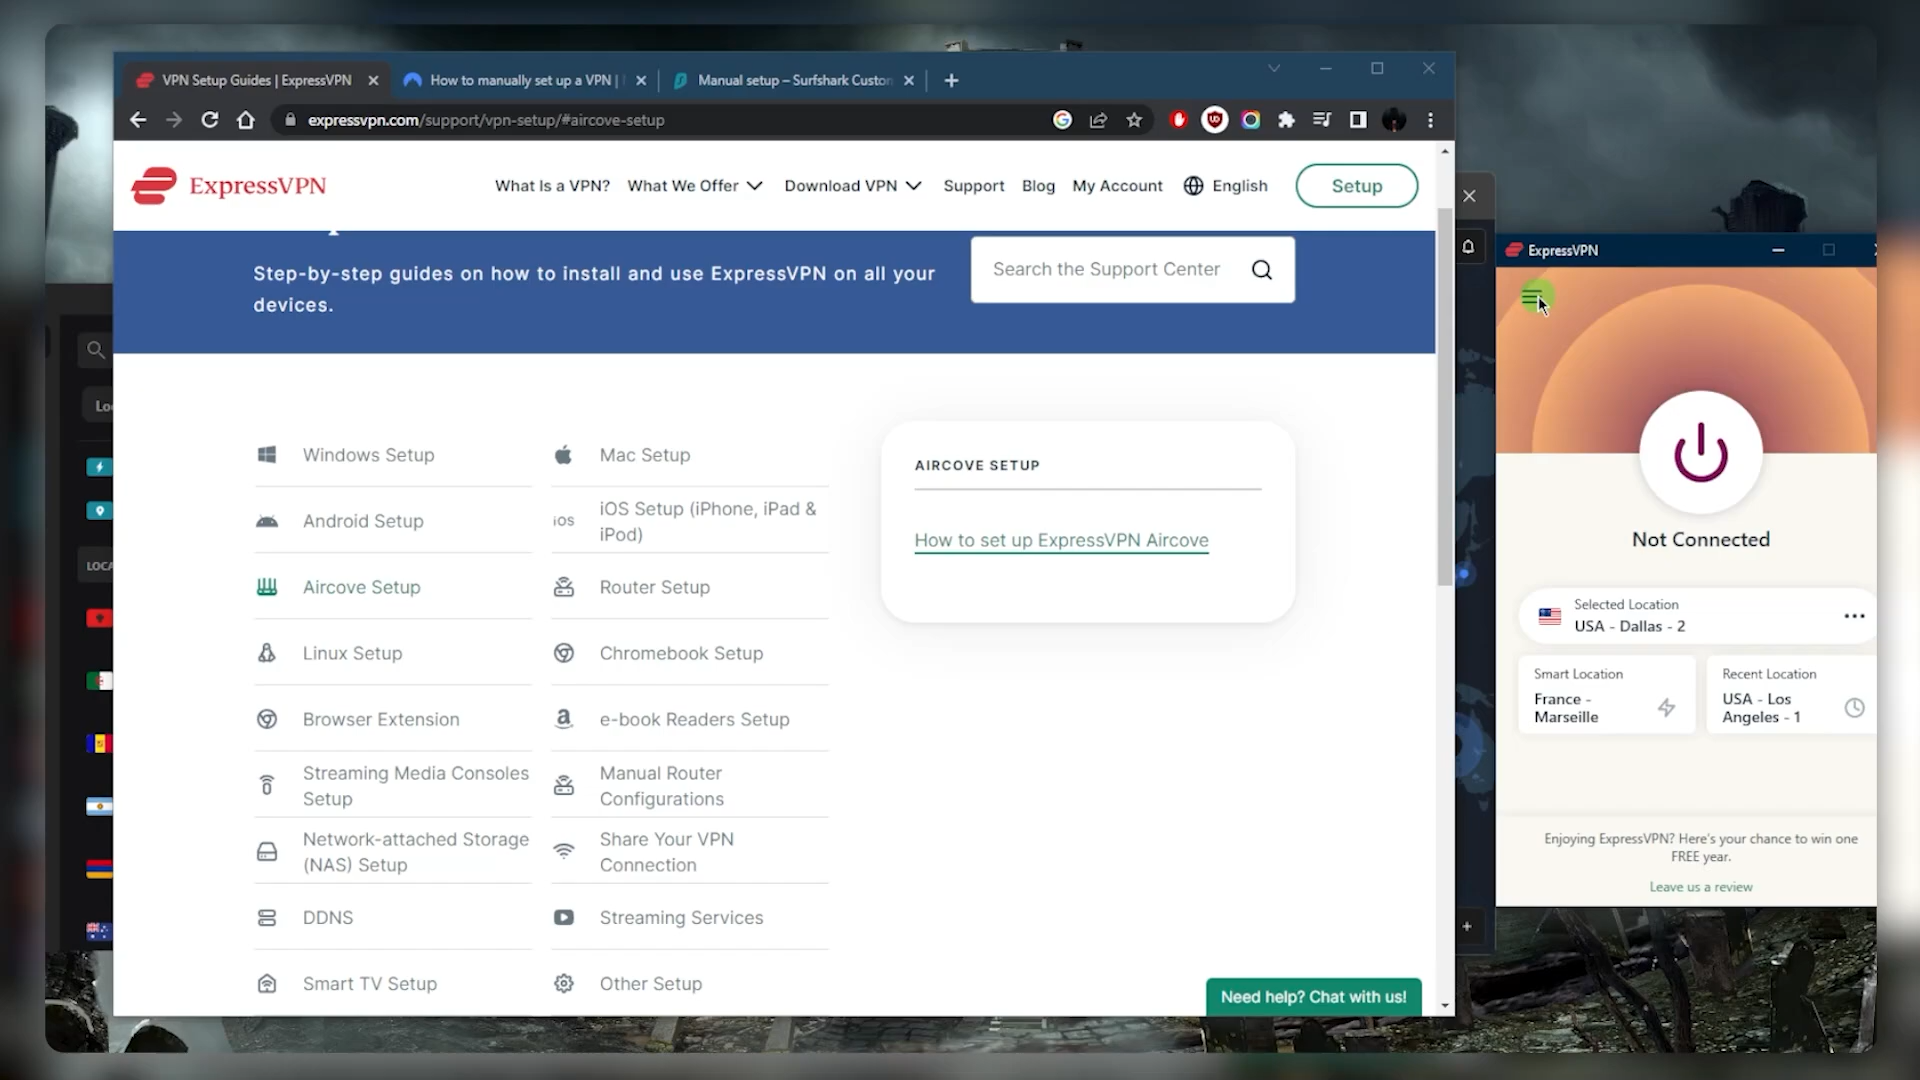 VPN Setup Guides | ExpressVPN
How to manually set up a VPN |
Manual setup – Surfshark Custon
expressvpn.com/support/vpn-setup/#aircove-setup
ExpressVPN
What Is a VPN?
What We Offer
Download VPN
Support
Blog
My Account
English
Setup
Step-by-step guides on how to install and use ExpressVPN on all your
devices.
Search the Support Center
Windows Setup
Mac Setup
Android Setup
iOS
iOS Setup (iPhone, iPad &
iPod)
Aircove Setup
Router Setup
Linux Setup
Chromebook Setup
Browser Extension
e-book Readers Setup
Streaming Media Consoles
Setup
Manual Router
Configurations
Network-attached Storage
(NAS) Setup
Share Your VPN
Connection
DDNS
Streaming Services
Smart TV Setup
Other Setup
AIRCOVE SETUP
How to set up ExpressVPN Aircove
Need help? Chat with us!
Lo
LOCA
ExpressVPN
Not Connected
Selected Location
USA - Dallas - 2
Smart Location
France -
Marseille
Recent Location
USA - Los
Angeles - 1
Enjoying ExpressVPN? Here's your chance to win one
FREE year.
Leave us a review